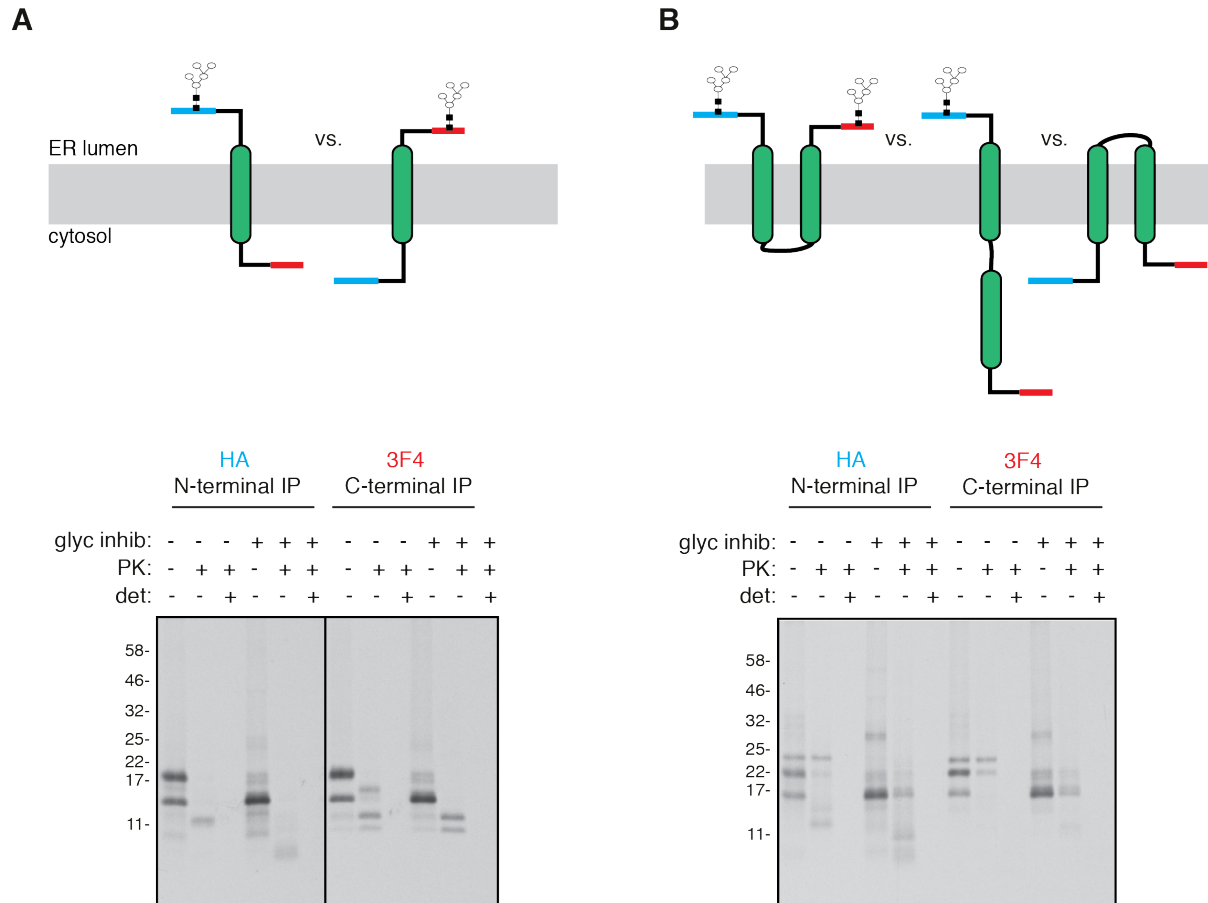 A
B
ER lumen
vs.
cytosol
vs.
vs.
HA
3F4
N-terminal IP
C-terminal IP
glyc inhib: - - - + + + - - - + + +
PK: - + + - + + - + + - + +
det: - - + - - + - - + - - +
58-
46-
32-
25-
22-
17-
11-
HA
3F4
N-terminal IP
C-terminal IP
glyc inhib: - - - + + + - - - + + +
PK: - + + - + + - + + - + +
det: - - + - - + - - + - - +
58-
46-
32-
25-
22-
17-
11-